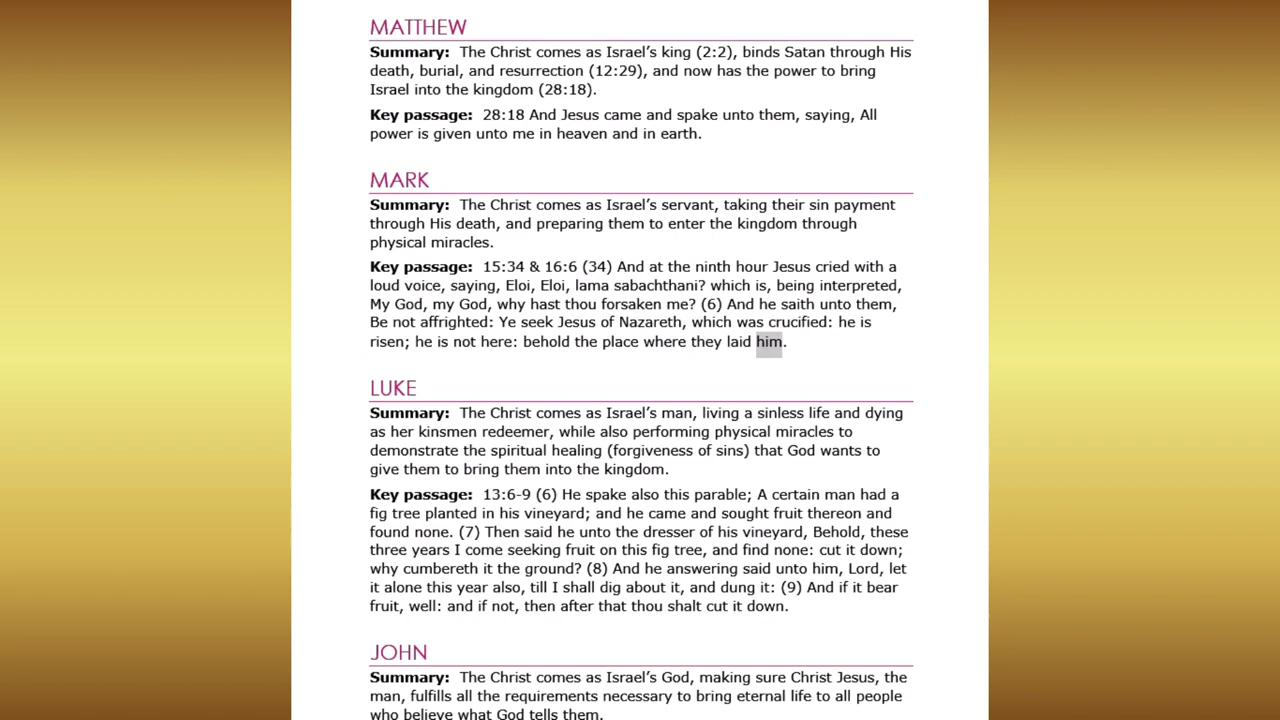 MATTHEW
Summary: The Christ comes as Israel's king (2:2), binds Satan through His
death, burial, and resurrection (12:29), and now has the power to bring
Israel into the kingdom (28:18).
Key passage: 28:18 And Jesus came and spake unto them, saying, All
power is given unto me in heaven and in earth.
MARK
Summary: The Christ comes as Israel's servant, taking their sin payment
through His death, and preparing them to enter the kingdom through
physical miracles.
Key passage: 15:34 & 16:6 (34) And at the ninth hour Jesus cried with a
loud voice, saying, Eloi, Eloi, lama sabachthani? which is, being interpreted,
My God, my God, why hast thou forsaken me? (6) And he saith unto them,
Be not affrighted: Ye seek Jesus of Nazareth, which was crucified: he is
risen; he is not here: behold the place where they laid him.
LUKE
Summary: The Christ comes as Israel's man, living a sinless life and dying
as her kinsmen redeemer, while also performing physical miracles to
demonstrate the spiritual healing (forgiveness of sins) that God wants to
give them to bring them into the kingdom.
Key passage: 13:6-9 (6) He spake also this parable; A certain man had a
fig tree planted in his vineyard; and he came and sought fruit thereon and
found none. (7) Then said he unto the dresser of his vineyard, Behold, these
three years I come seeking fruit on this fig tree, and find none: cut it down;
why cumbereth it the ground? (8) And he answering said unto him, Lord, let
it alone this year also, till I shall dig about it, and dung it: (9) And if it bear
fruit, well: and if not, then after that thou shalt cut it down.
JOHN
Summary: The Christ comes as Israel's God, making sure Christ Jesus, the
man, fulfills all the requirements necessary to bring eternal life to all people
who believe what God tells them.